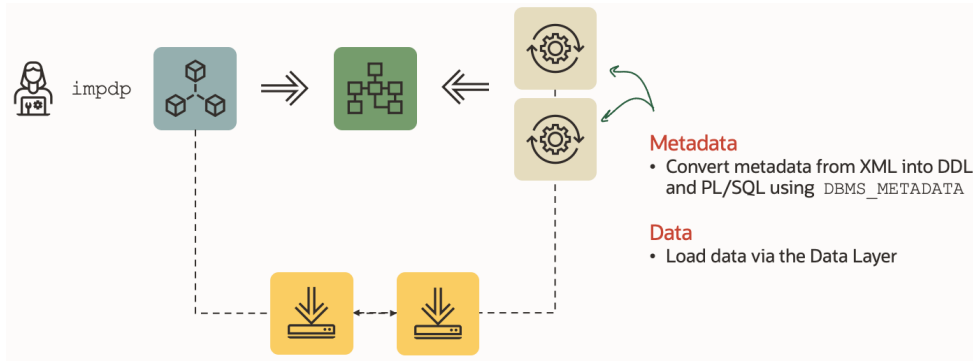 impdp
Metadata
• Convert metadata from XML into DDL
and PL/SQL using DBMS_METADATA
Data
• Load data via the Data Layer